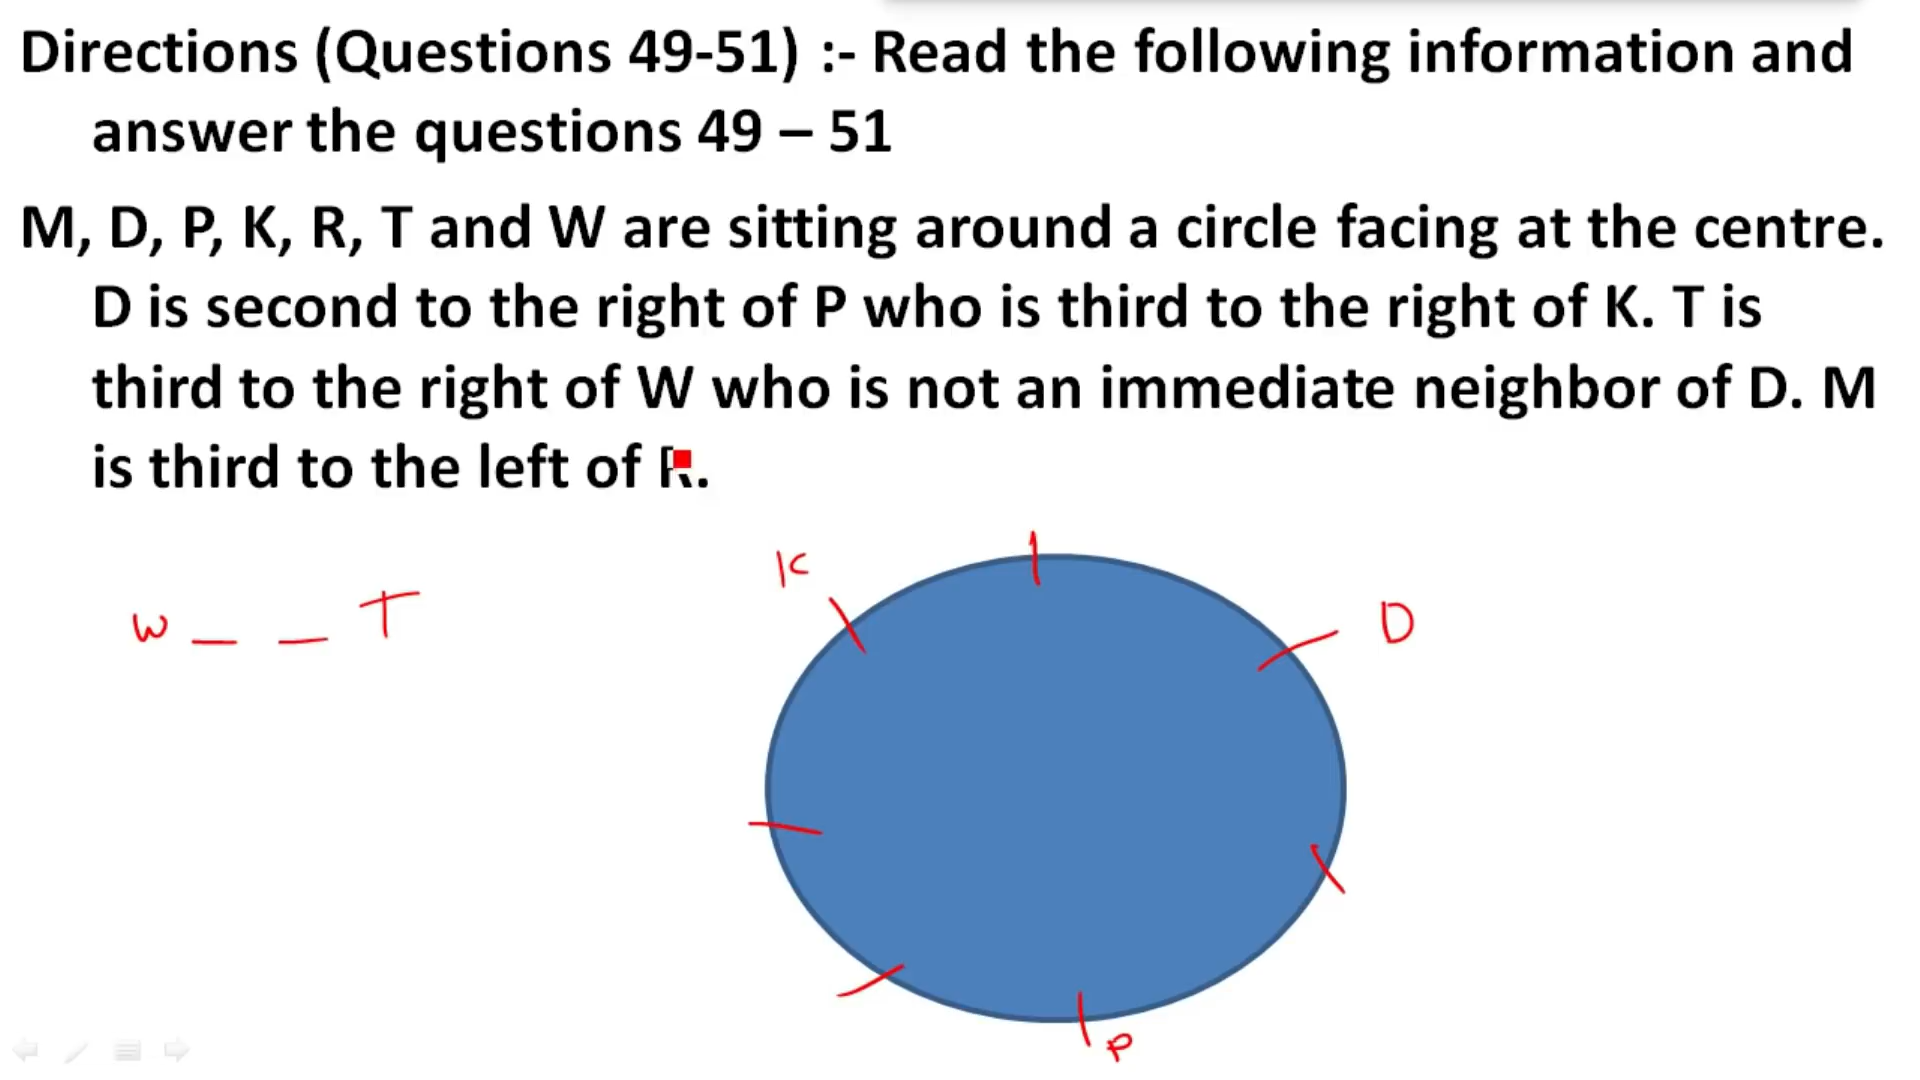 Directions (Questions 49-51) :- Read the following information and
answer the questions 49 – 51
M, D, P, K, R, T and W are sitting around a circle facing at the centre.
D is second to the right of P who is third to the right of K. T is
third to the right of W who is not an immediate neighbor of D. M
is third to the left of R.
K
W _ _ T
D
P